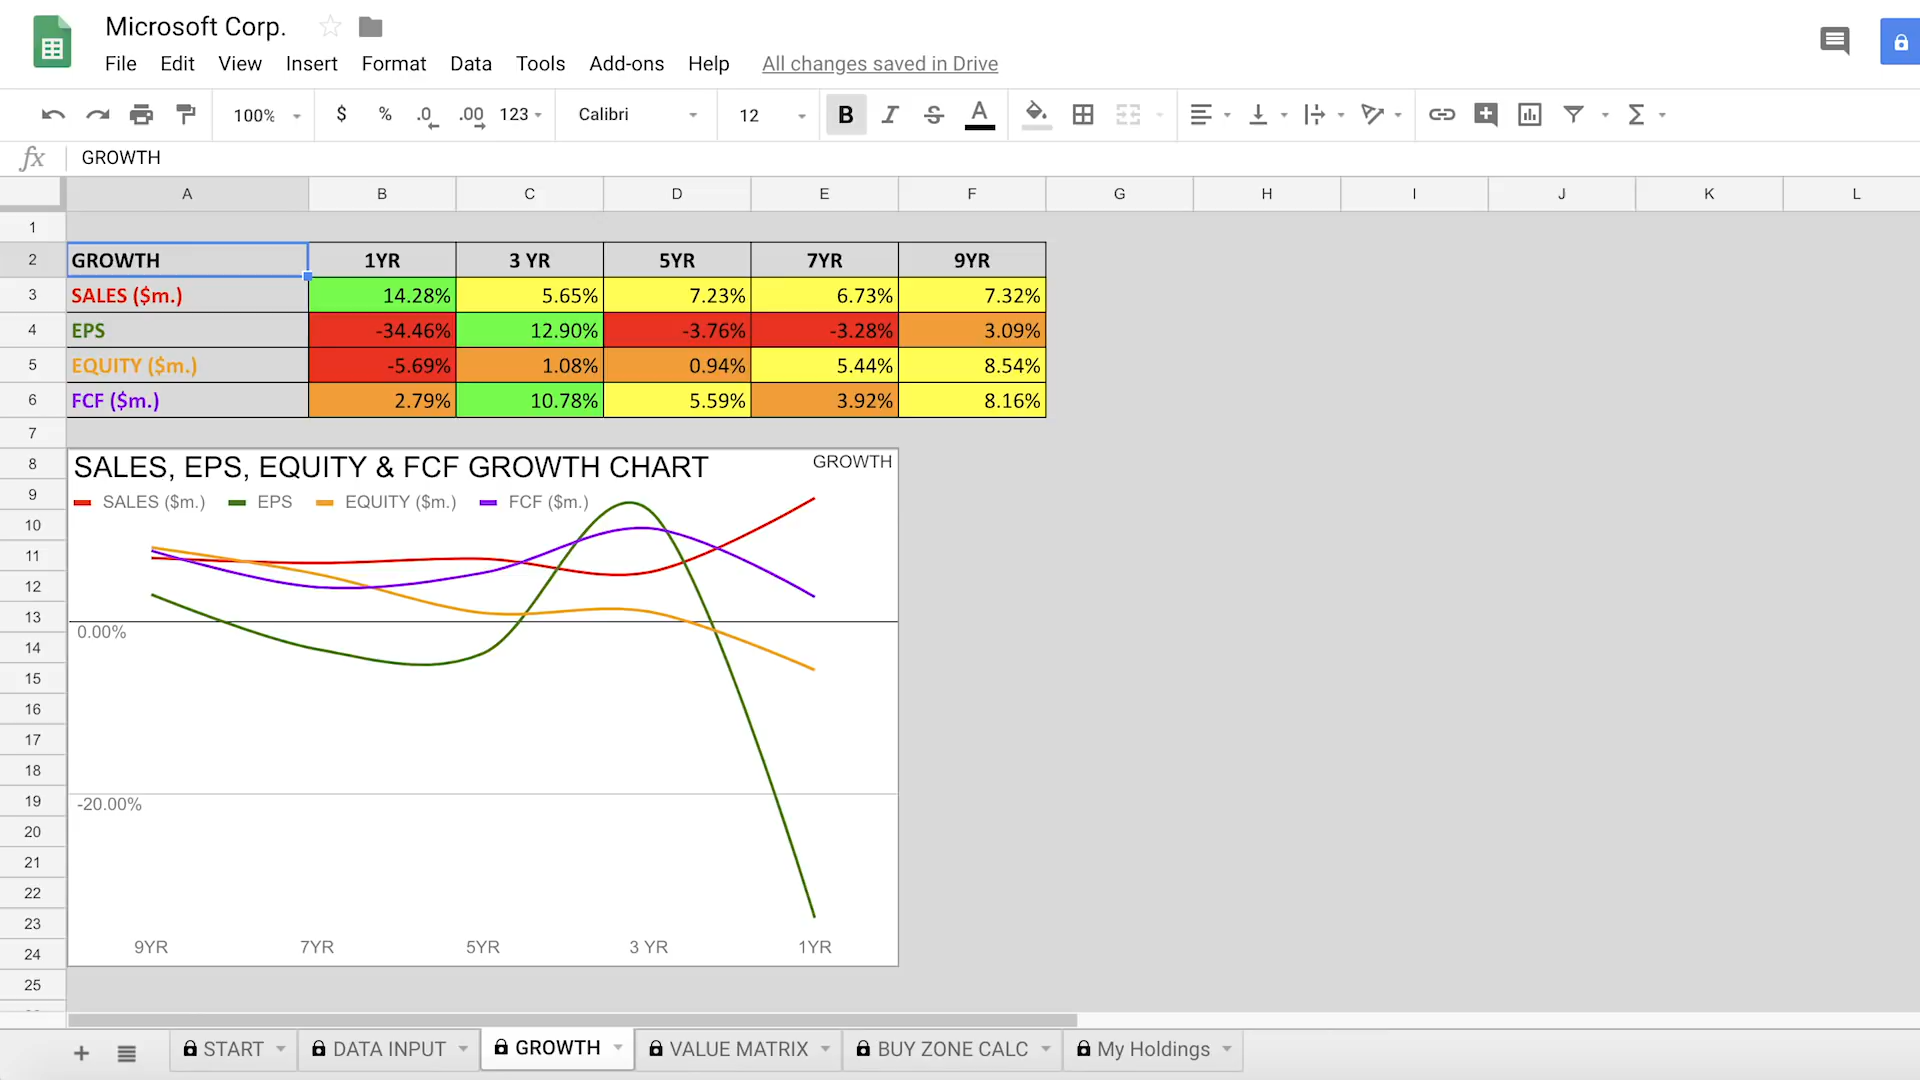 Microsoft Corp.
File Edit View Insert Format Data Tools Add-ons Help All changes saved in Drive
100% $ % .0 .00 123 Calibri 12 B I S A Σ
fx GROWTH
A B C D E F G H I J K L
1
2 GROWTH 1YR 3 YR 5YR 7YR 9YR
3 SALES ($m.) 14.28% 5.65% 7.23% 6.73% 7.32%
4 EPS -34.46% 12.90% -3.76% -3.28% 3.09%
5 EQUITY ($m.) -5.69% 1.08% 0.94% 5.44% 8.54%
6 FCF ($m.) 2.79% 10.78% 5.59% 3.92% 8.16%
7
8 SALES, EPS, EQUITY & FCF GROWTH CHART GROWTH
9 SALES ($m.) EPS EQUITY ($m.) FCF ($m.)
10
11
12
13
0.00%
14
15
16
17
18
19 -20.00%
20
21
22
23
24 9YR 7YR 5YR 3 YR 1YR
25
START DATA INPUT GROWTH VALUE MATRIX BUY ZONE CALC My Holdings